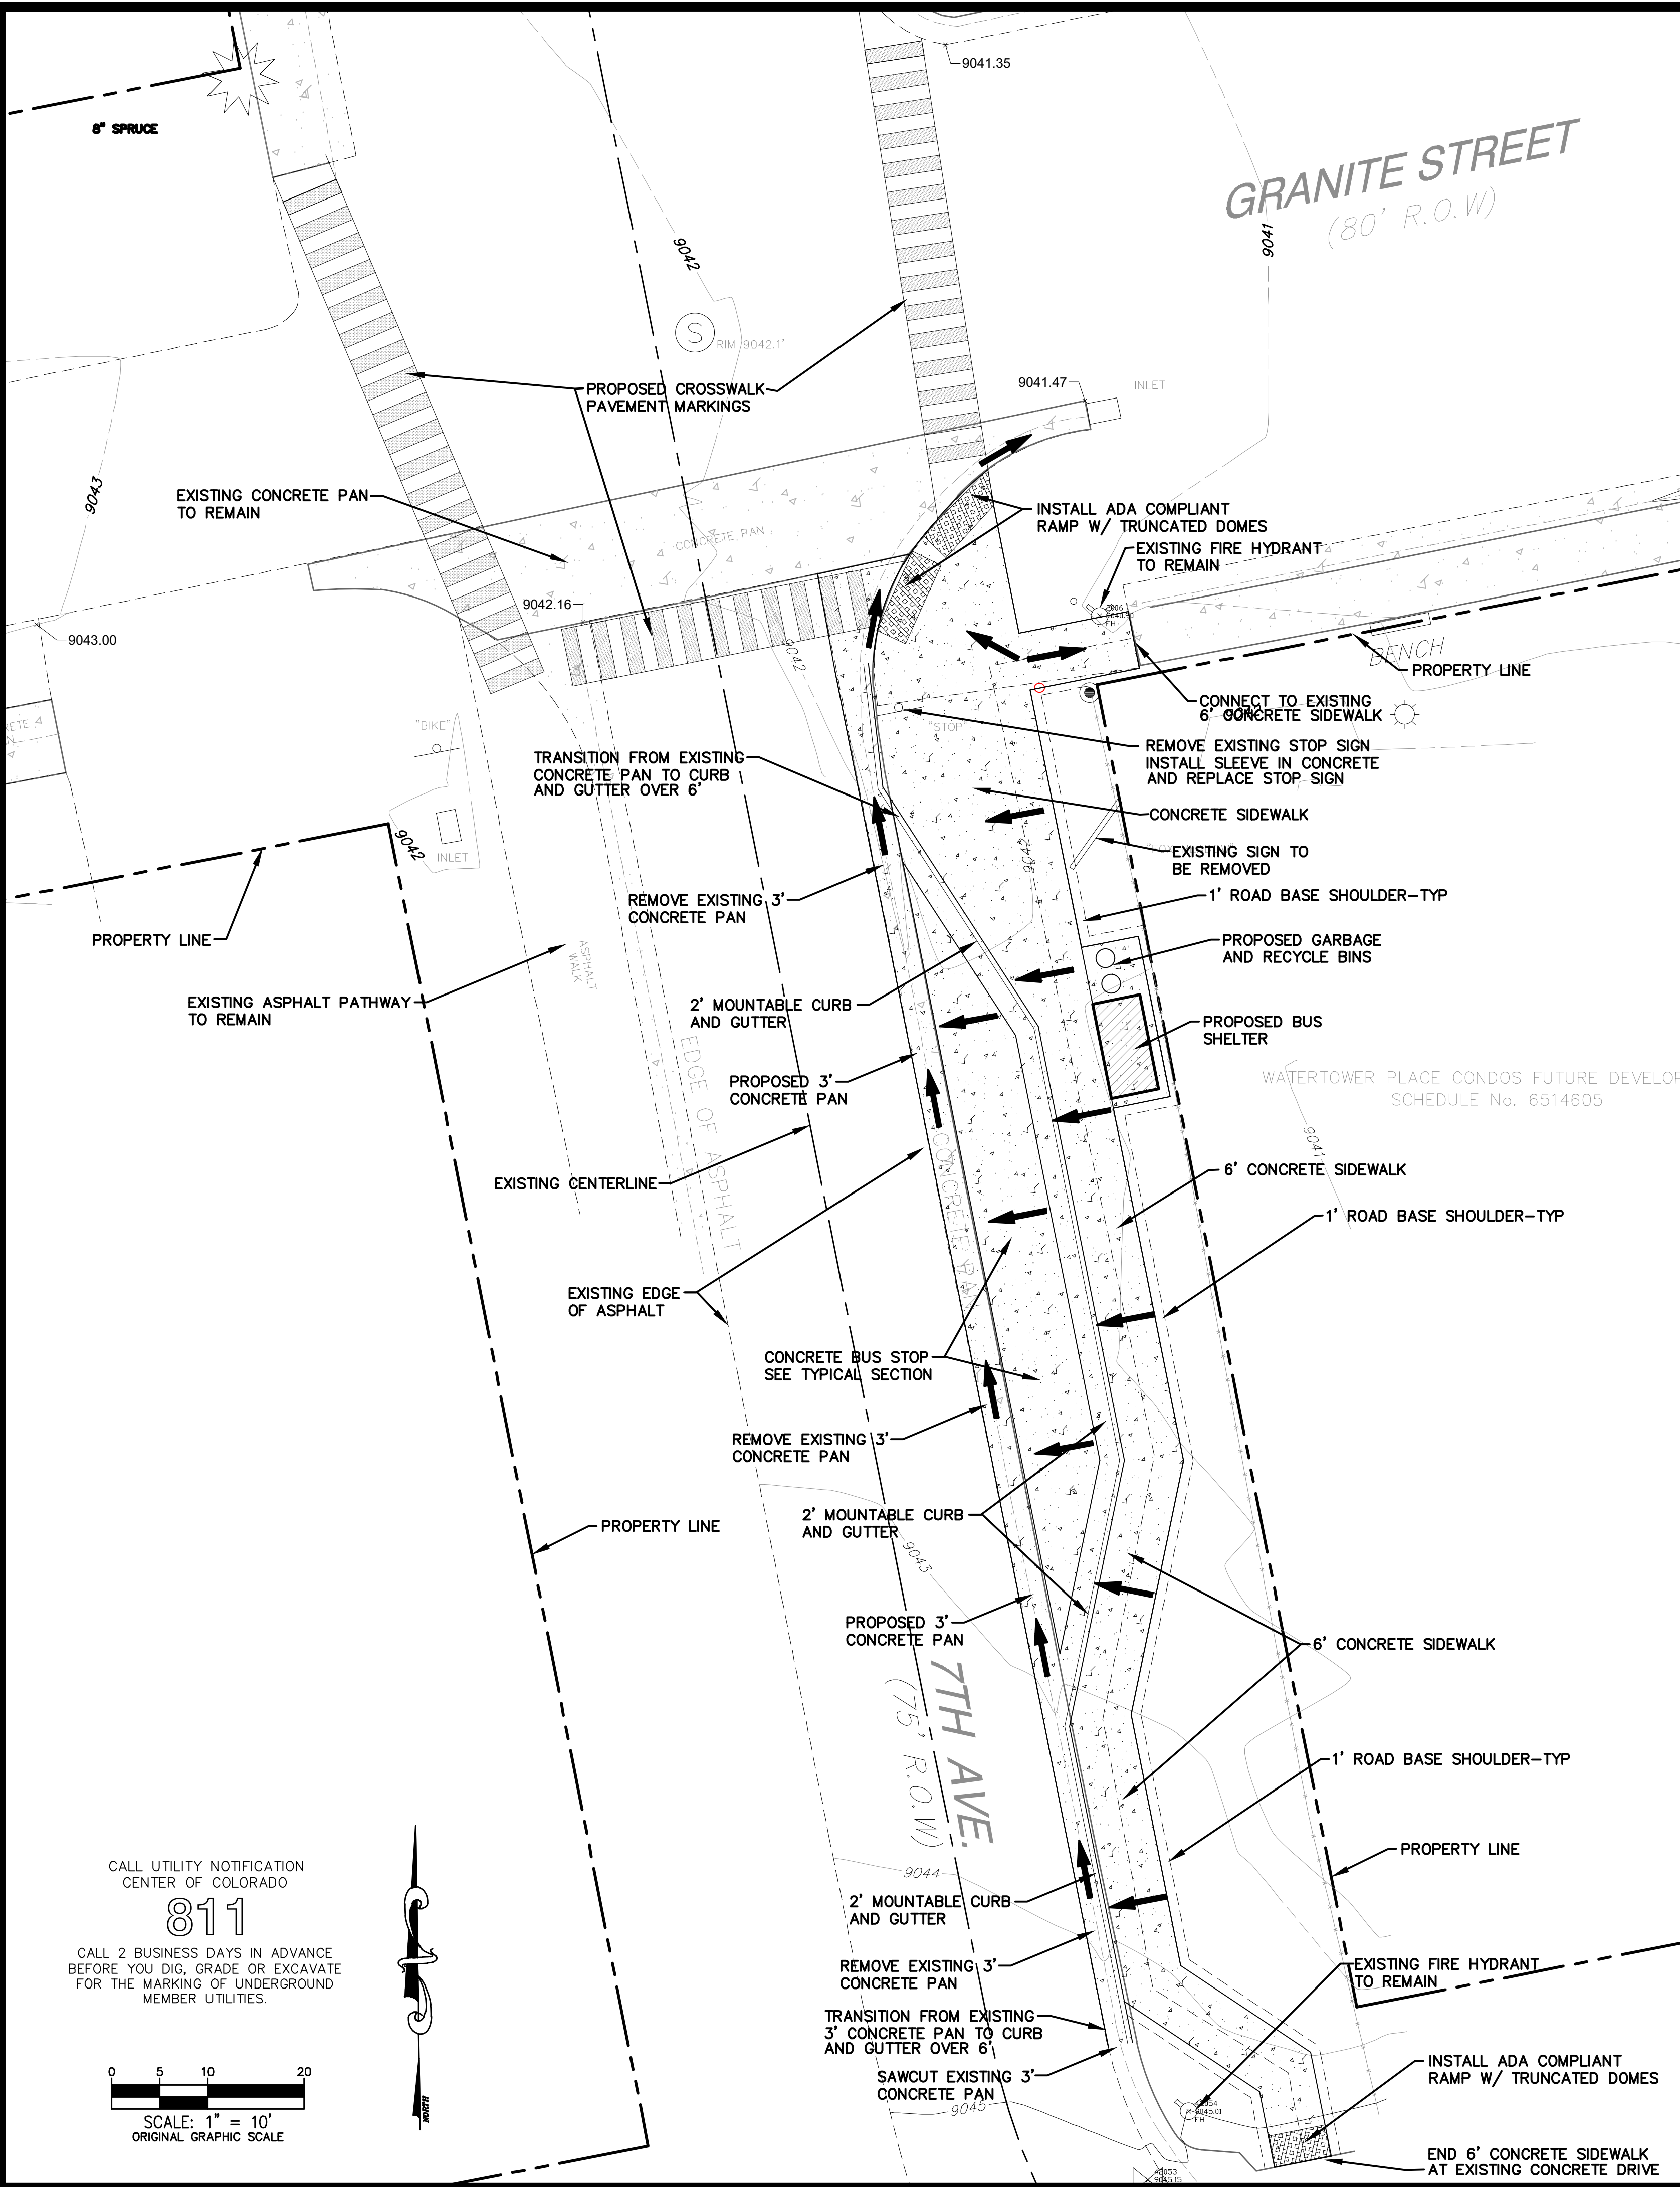 9041.35
8" SPRUCE
GRANITE STREET
(80' R.O.W)
9041
9042
S
RIM 9042.1'
PROPOSED CROSSWALK
PAVEMENT MARKINGS
9041.47
INLET
9043
EXISTING CONCRETE PAN
TO REMAIN
CONCRETE PAN
INSTALL ADA COMPLIANT
RAMP W/ TRUNCATED DOMES
EXISTING FIRE HYDRANT
TO REMAIN
FH
9042.16
9043.00
9042
BENCH
PROPERTY LINE
CONNECT TO EXISTING
6' CONCRETE SIDEWALK
"BIKE"
"STOP"
REMOVE EXISTING STOP SIGN
INSTALL SLEEVE IN CONCRETE
AND REPLACE STOP SIGN
TRANSITION FROM EXISTING
CONCRETE PAN TO CURB
AND GUTTER OVER 6'
CONCRETE SIDEWALK
9042
INLET
9042
EXISTING SIGN TO
BE REMOVED
REMOVE EXISTING 3'
CONCRETE PAN
1' ROAD BASE SHOULDER-TYP
PROPERTY LINE
PROPOSED GARBAGE
AND RECYCLE BINS
ASPHALT
WALK
EXISTING ASPHALT PATHWAY
TO REMAIN
2' MOUNTABLE CURB
AND GUTTER
PROPOSED BUS
SHELTER
EDGE OF ASPHALT
PROPOSED 3'
CONCRETE PAN
WATERTOWER PLACE CONDOS FUTURE DEVELOP
SCHEDULE No. 6514605
9041
CONCRETE PAN
EXISTING CENTERLINE
6' CONCRETE SIDEWALK
1' ROAD BASE SHOULDER-TYP
EXISTING EDGE
OF ASPHALT
CONCRETE BUS STOP
SEE TYPICAL SECTION
REMOVE EXISTING 3'
CONCRETE PAN
2' MOUNTABLE CURB
AND GUTTER
PROPERTY LINE
9043
PROPOSED 3'
CONCRETE PAN
6' CONCRETE SIDEWALK
7TH AVE.
(75' R.O.W)
1' ROAD BASE SHOULDER-TYP
PROPERTY LINE
9044
2' MOUNTABLE CURB
AND GUTTER
CALL UTILITY NOTIFICATION
CENTER OF COLORADO
811
CALL 2 BUSINESS DAYS IN ADVANCE
BEFORE YOU DIG, GRADE OR EXCAVATE
FOR THE MARKING OF UNDERGROUND
MEMBER UTILITIES.
REMOVE EXISTING 3'
CONCRETE PAN
EXISTING FIRE HYDRANT
TO REMAIN
TRANSITION FROM EXISTING
3' CONCRETE PAN TO CURB
AND GUTTER OVER 6'
SAWCUT EXISTING 3'
CONCRETE PAN
9045
9045.01
FH
INSTALL ADA COMPLIANT
RAMP W/ TRUNCATED DOMES
NORTH
0 5 10 20
SCALE: 1" = 10'
ORIGINAL GRAPHIC SCALE
END 6' CONCRETE SIDEWALK
AT EXISTING CONCRETE DRIVE
9045.15